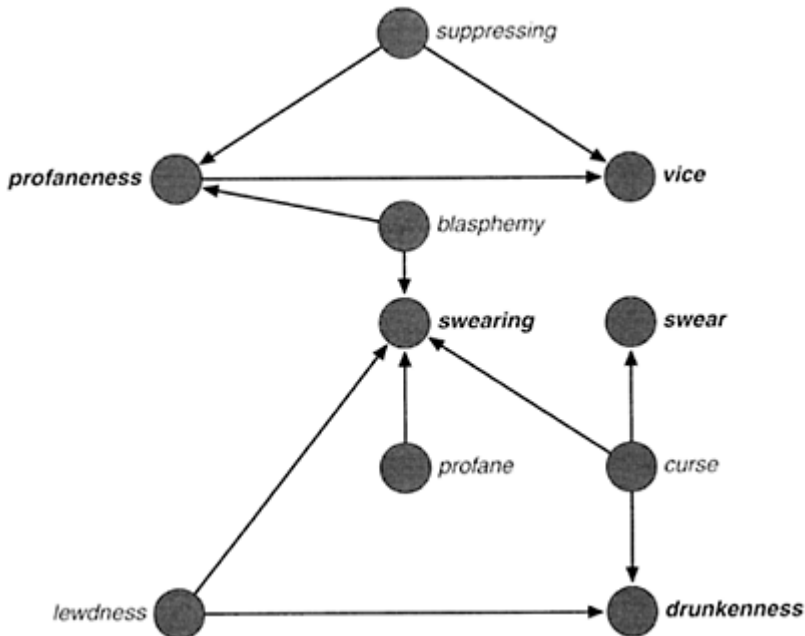 suppressing
profaneness
vice
blasphemy
swearing
swear
profane
curse
lewdness
drunkenness